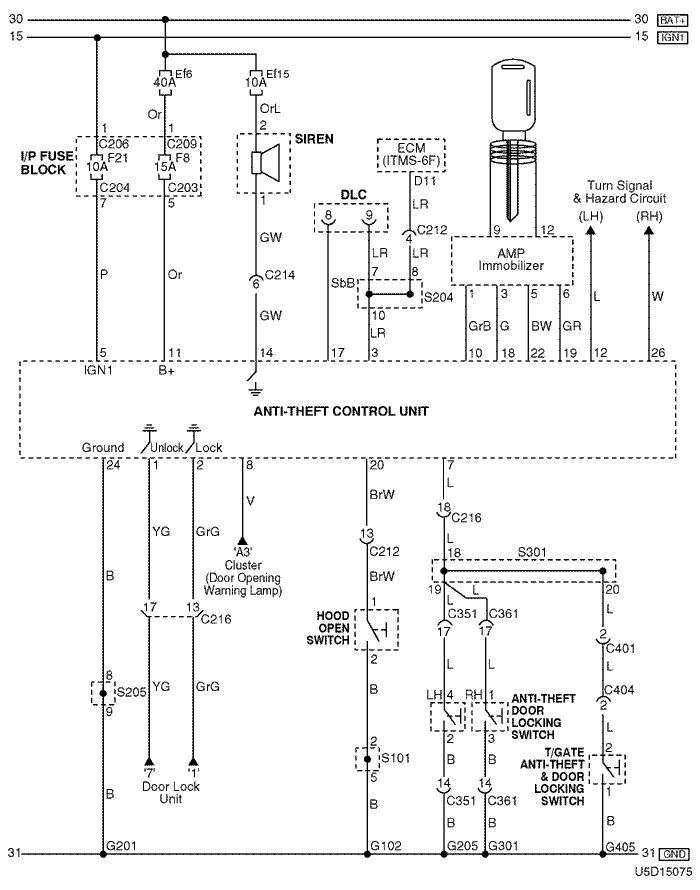 30 30 BAT+
15 15 IGN1
Ef6 Ef15
40A 10A
Or OrL
1 1 2
SIREN
C206 C209
I/P FUSE BLOCK
F21 F8
10A 15A
C204 C203
7 5 1
ECM
(ITMS-6F)
D11
LR
DLC
8 9
C212
4
LR LR
7 8
SbB S204
10
LR
Turn Signal
& Hazard Circuit
(LH) (RH)
9 12
AMP
Immobilizer
1 3 5 6
GrB G BW GR L W
P Or
GW
C214
6
GW
5 11 14 17 3 10 18 22 19 12 26
IGN1 B+
ANTI-THEFT CONTROL UNIT
Ground Unlock Lock
24 1 2 8 20 7
YG GrG V BrW L
B
'A3'
Cluster
(Door Opening
Warning Lamp)
13
C212
BrW
18
C216
L
18 S301
19 20
L L L
17 13
C216
HOOD
OPEN
SWITCH
1
2
C351 C361
17 17
2
C401
L L L
C404
2
L
8
S205
9
YG GrG B
LH 4 RH 1
ANTI-THEFT
DOOR
LOCKING
SWITCH
2 3
B B
2
S101
5
T/GATE
ANTI-THEFT
& DOOR
LOCKING
SWITCH
2
1
'7' '1'
Door Lock
Unit
14 14
C351 C361
B B B B B
31 G201 G102 G205 G301 G405 31 GND
U5D15075